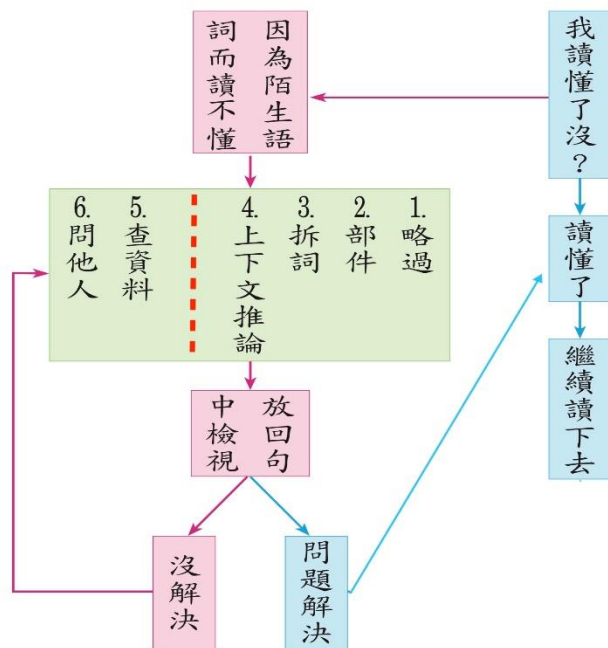 我讀懂了沒？
因為陌生語
詞而讀不懂
讀懂了
繼續讀下去
1.略過
2.部件
3.拆詞
4.上下文推論
5.查資料
6.問他人
放回句
中檢視
問題解決
沒解決